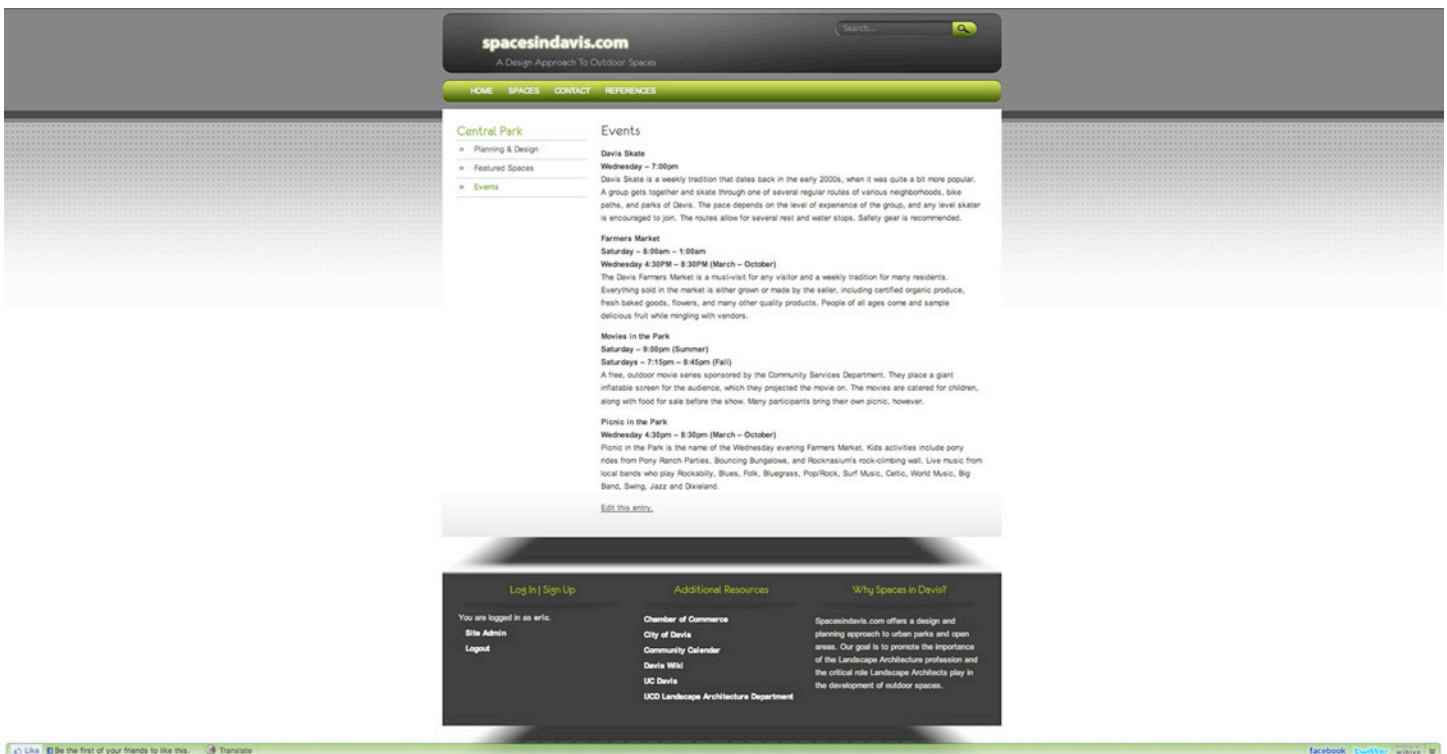 spacesindavis.com
A Design Approach To Outdoor Spaces
Search...
HOME SPACES CONTACT REFERENCES
Central Park
» Planning & Design
» Featured Spaces
» Events
Events
Davis Skate
Wednesday – 7:00pm
Davis Skate is a weekly tradition that dates back in the early 2000s, when it was quite a bit more popular.
A group gets together and skate through one of several regular routes of various neighborhoods, bike
paths, and parks of Davis. The pace depends on the level of experience of the group, and any level skater
is encouraged to join. The routes allow for several rest and water stops. Safety gear is recommended.
Farmers Market
Saturday – 8:00am – 1:00am
Wednesday 4:30PM – 8:30PM (March – October)
The Davis Farmers Market is a must-visit for any visitor and a weekly tradition for many residents.
Everything sold in the market is either grown or made by the seller, including certified organic produce,
fresh baked goods, flowers, and many other quality products. People of all ages come and sample
delicious fruit while mingling with vendors.
Movies in the Park
Saturday – 9:00pm (Summer)
Saturdays – 7:15pm – 8:45pm (Fall)
A free, outdoor movie series sponsored by the Community Services Department. They place a giant
inflatable screen for the audience, which they projected the movie on. The movies are catered for children,
along with food for sale before the show. Many participants bring their own picnic, however.
Picnic in the Park
Wednesday 4:30pm – 8:30pm (March – October)
Picnic in the Park is the name of the Wednesday evening Farmers Market. Kids activities include pony
rides from Pony Ranch Parties, Bouncing Bungalows, and Rocknasium's rock-climbing wall. Live music from
local bands who play Rockabilly, Blues, Folk, Bluegrass, Pop/Rock, Surf Music, Celtic, World Music, Big
Band, Swing, Jazz and Dixieland.
Edit this entry.
Log In | Sign Up
You are logged in as eric.
Site Admin
Logout
Additional Resources
Chamber of Commerce
City of Davis
Community Calendar
Davis Wiki
UC Davis
UCD Landscape Architecture Department
Why Spaces in Davis?
Spacesindavis.com offers a design and
planning approach to urban parks and open
areas. Our goal is to promote the importance
of the Landscape Architecture profession and
the critical role Landscape Architects play in
the development of outdoor spaces.
Like Be the first of your friends to like this. Translate
facebook twitter wibiya